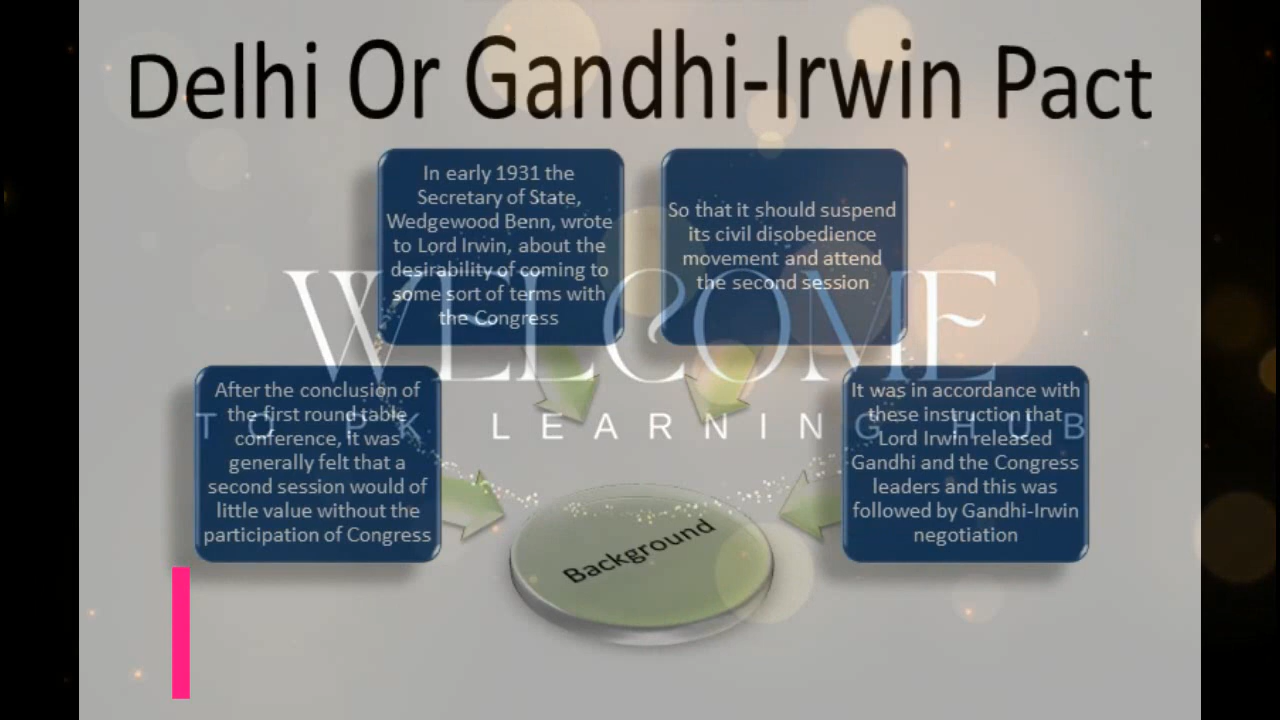 Delhi Or Gandhi-Irwin Pact
In early 1931 the
Secretary of State,
Wedgewood Benn, wrote
to Lord Irwin, about the
desirability of coming to
some sort of terms with
the Congress
So that it should suspend
its civil disobedience
movement and attend
the second session
WELCOME
TO PK LEARNING HUB
After the conclusion of
the first round table
conference, it was
generally felt that a
second session would of
little value without the
participation of Congress
It was in accordance with
these instruction that
Lord Irwin released
Gandhi and the Congress
leaders and this was
followed by Gandhi-Irwin
negotiation
Background